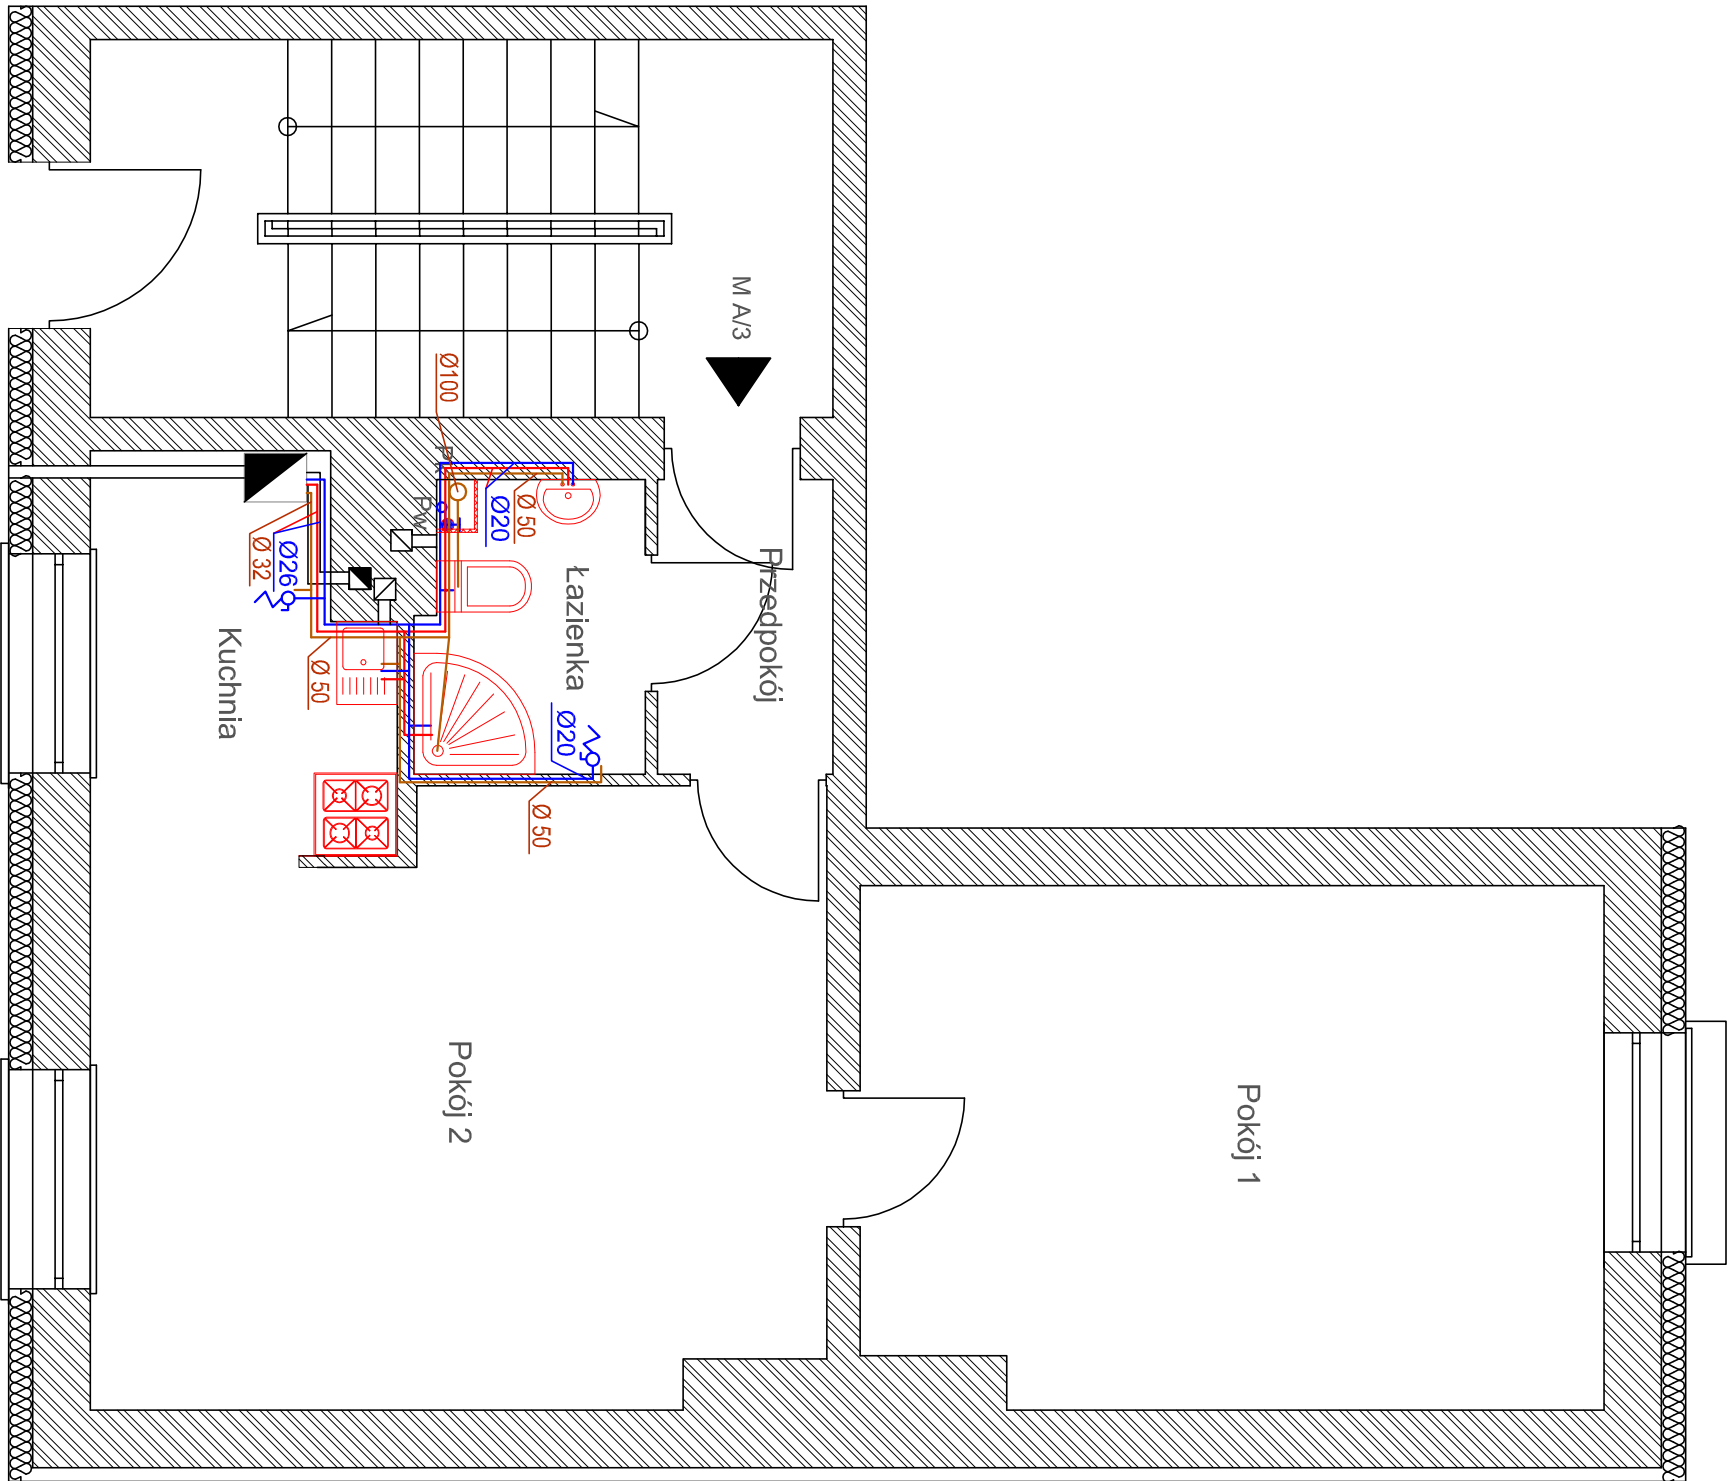 M A/3
Ø100
Pw
Ø20
Ø 50
Ø26
Ø 32
Przedpokój
Łazienka
Kuchnia
Ø 50
Ø20
Ø 50
Pokój 2
Pokój 1